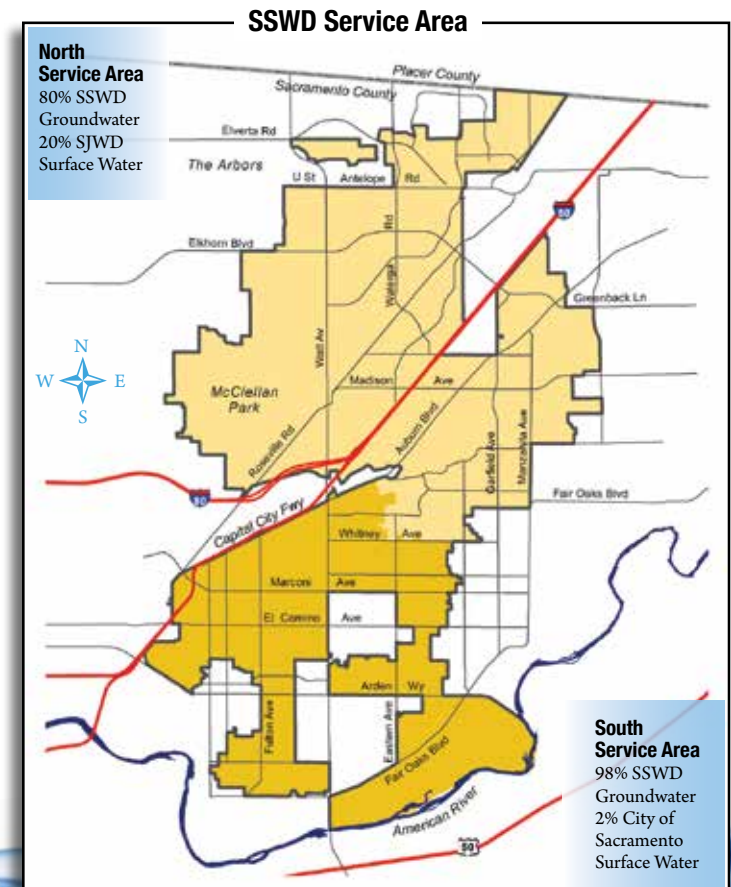 SSWD Service Area
North
Service Area
80% SSWD
Groundwater
20% SJWD
Surface Water
Placer County
Sacramento County
Elverta Rd
The Arbors
U St
Antelope Rd
Elkhorn Blvd
Walerga Rd
80
Greenback Ln
Watt Av
N
W E
S
McClellan
Park
Madison Ave
Roseville Rd
Auburn Blvd
Garfield Ave
Manzanita Ave
80
Fair Oaks Blvd
Capital City Fwy
Whitney Ave
Marconi Ave
El Camino Ave
Arden Wy
Fulton Ave
Eastern Ave
Fair Oaks Blvd
American River
50
South
Service Area
98% SSWD
Groundwater
2% City of
Sacramento
Surface Water